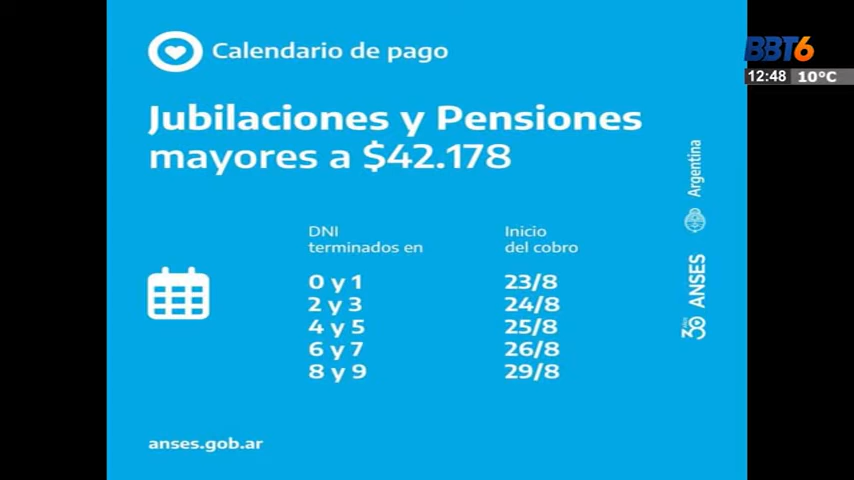 Calendario de pago
BBT6
12:48 10°C
Jubilaciones y Pensiones
mayores a $42.178
Argentina
DNI
terminados en
Inicio
del cobro
0 y 1 23/8
2 y 3 24/8
4 y 5 25/8
6 y 7 26/8
8 y 9 29/8
30 ANSES
anses.gob.ar